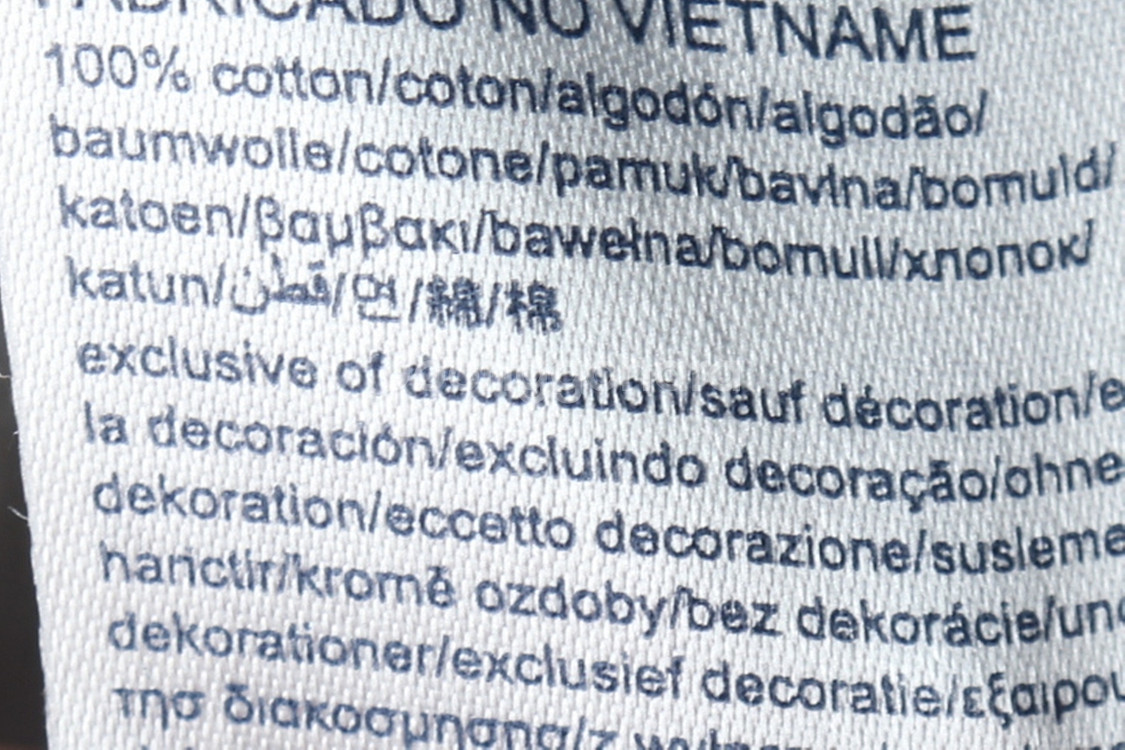 FABRICADO NO VIETNAME
100% cotton/coton/algodón/algodão/
baumwolle/cotone/pamuk/bavlna/bomuld/
katoen/βαμβακι/bawełna/bomull/хлопок/
katun/قطن/면/綿/棉
exclusive of decoration/sauf décoration/e
la decoración/excluindo decoração/ohne
dekoration/eccetto decorazione/susleme
harictir/kromě ozdoby/bez dekorácie/und
dekorationer/exclusief decoratie/εξαιρου
τησ διακοσμησησ/z